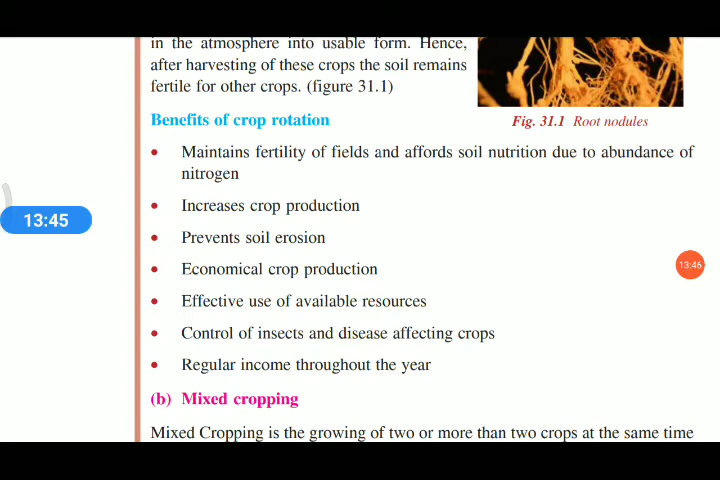 in the atmosphere into usable form. Hence,
after harvesting of these crops the soil remains
fertile for other crops. (figure 31.1)
Fig. 31.1 Root nodules
Benefits of crop rotation
• Maintains fertility of fields and affords soil nutrition due to abundance of
nitrogen
• Increases crop production
• Prevents soil erosion
• Economical crop production
• Effective use of available resources
• Control of insects and disease affecting crops
• Regular income throughout the year
(b) Mixed cropping
Mixed Cropping is the growing of two or more than two crops at the same time
13:45
13:46